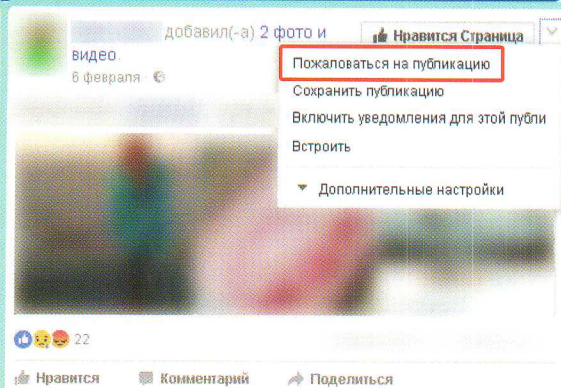 добавил(-а) 2 фото и
видео.
6 февраля
Нравится Страница
Пожаловаться на публикацию
Сохранить публикацию
Включить уведомления для этой публи
Встроить
Дополнительные настройки
22
Нравится
Комментарий
Поделиться